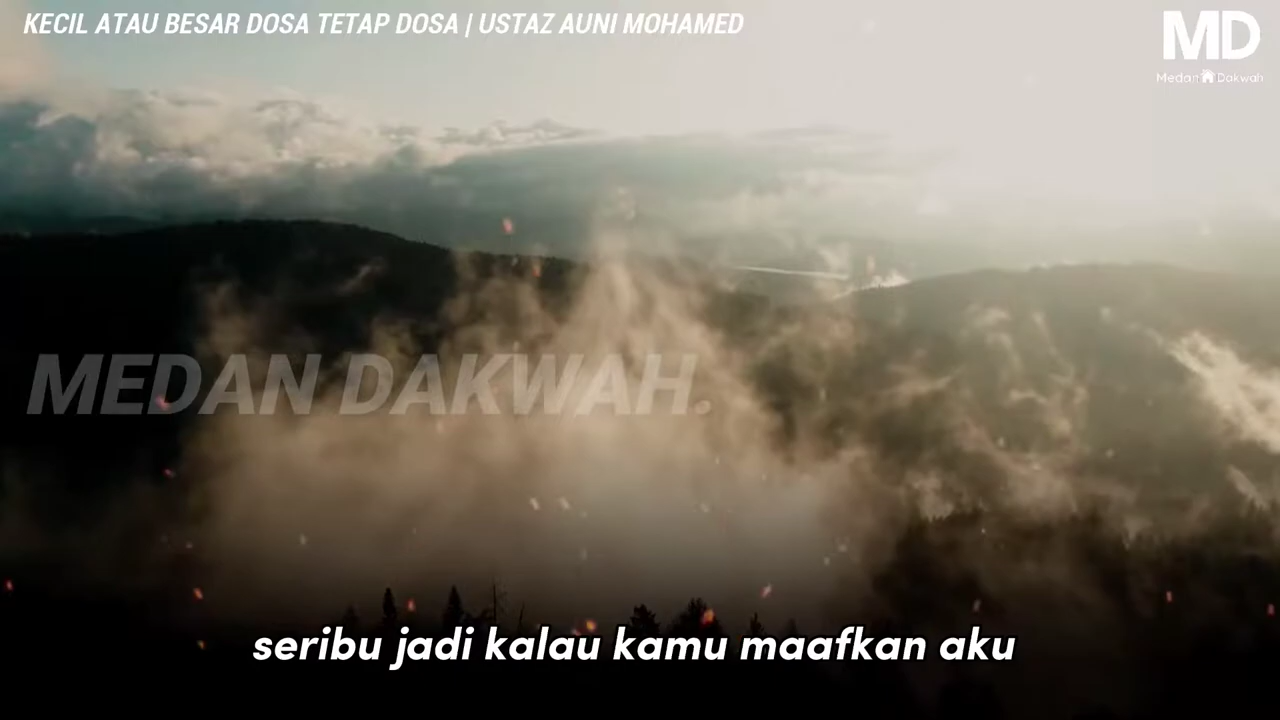 KECIL ATAU BESAR DOSA TETAP DOSA | USTAZ AUNI MOHAMED
MD
Medan Dakwah
MEDAN DAKWAH.
seribu jadi kalau kamu maafkan aku